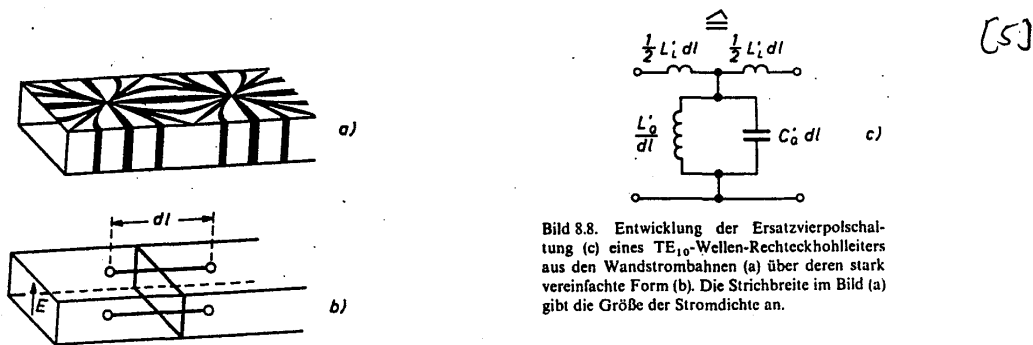 [5]
½ L'i dl ½ L'i dl
a)
L'a/dl
C'a dl
c)
dl
E
b)
Bild 8.8. Entwicklung der Ersatzvierpolschal-
tung (c) eines TE₁₀-Wellen-Rechteckhohlleiters
aus den Wandstrombahnen (a) über deren stark
vereinfachte Form (b). Die Strichbreite im Bild (a)
gibt die Größe der Stromdichte an.